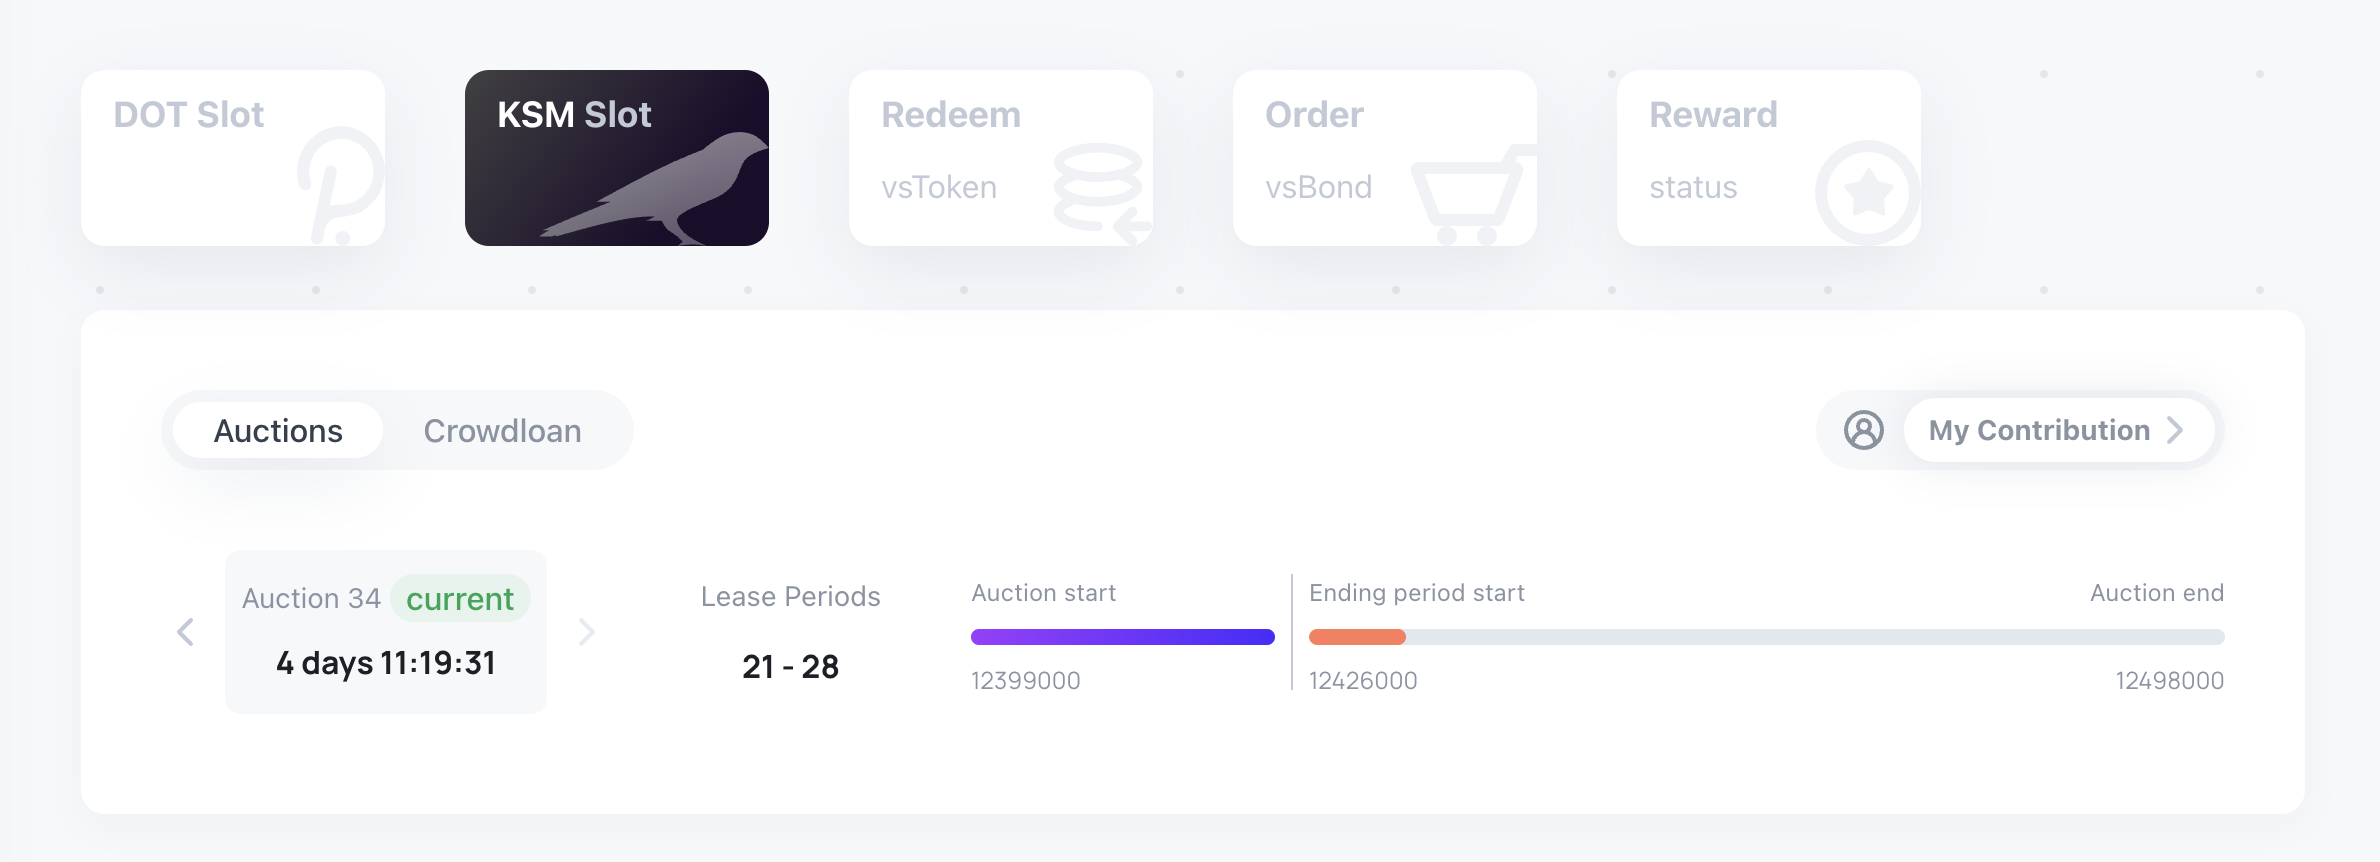 DOT Slot
KSM Slot
Redeem
vsToken
Order
vsBond
Reward
status
Auctions
Crowdloan
My Contribution
Auction 34 current
4 days 11:19:31
Lease Periods
21 - 28
Auction start
12399000
Ending period start
12426000
Auction end
12498000